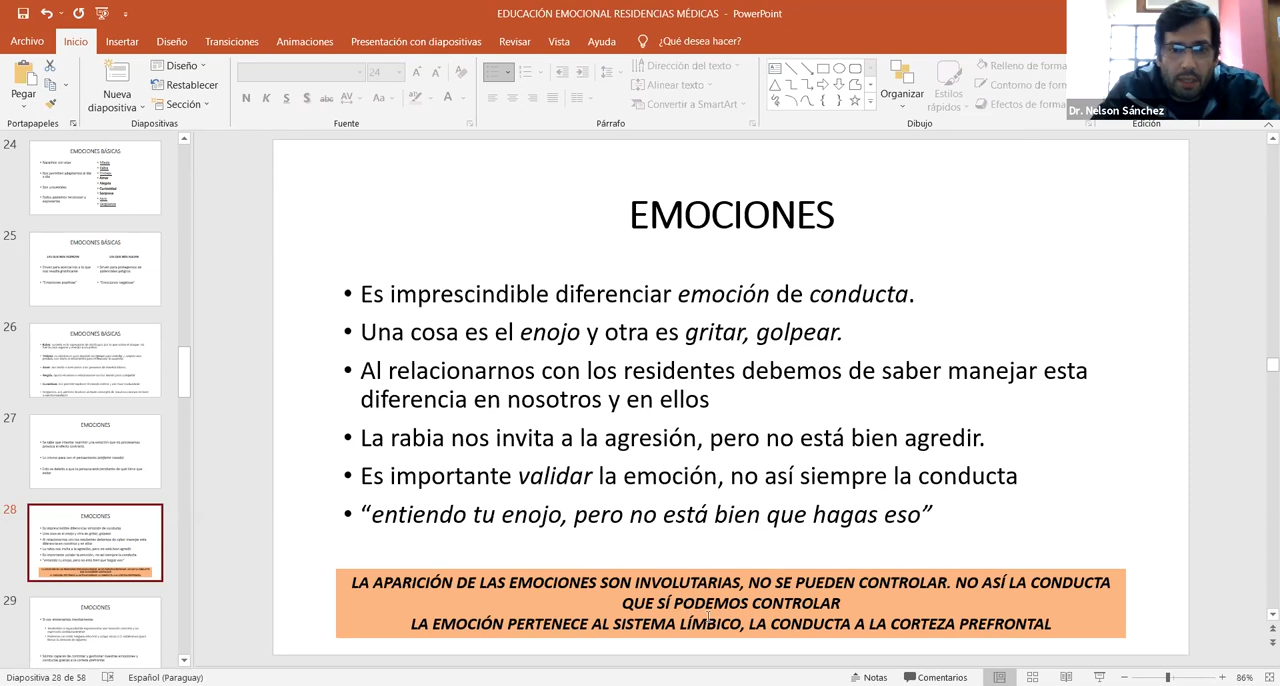 EDUCACIÓN EMOCIONAL RESIDENCIAS MÉDICAS - PowerPoint
Archivo Inicio Insertar Diseño Transiciones Animaciones Presentación con diapositivas Revisar Vista Ayuda ¿Qué desea hacer?
Pegar
Nueva diapositiva
Diseño
Restablecer
Sección
24
N K S S abc AV Aa A
Dirección del texto
Alinear texto
Convertir a SmartArt
Organizar
Estilos rápidos
Relleno de forma
Contorno de form
Efectos de forma
Dr. Nelson Sánchez
Portapapeles Diapositivas Fuente Párrafo Dibujo Edición
24
EMOCIONES BÁSICAS
25
EMOCIONES BÁSICAS
26
EMOCIONES BÁSICAS
27
EMOCIONES
28
EMOCIONES
29
EMOCIONES
EMOCIONES
• Es imprescindible diferenciar emoción de conducta.
• Una cosa es el enojo y otra es gritar, golpear.
• Al relacionarnos con los residentes debemos de saber manejar esta
diferencia en nosotros y en ellos
• La rabia nos invita a la agresión, pero no está bien agredir.
• Es importante validar la emoción, no así siempre la conducta
• “entiendo tu enojo, pero no está bien que hagas eso”
LA APARICIÓN DE LAS EMOCIONES SON INVOLUTARIAS, NO SE PUEDEN CONTROLAR. NO ASÍ LA CONDUCTA
QUE SÍ PODEMOS CONTROLAR
LA EMOCIÓN PERTENECE AL SISTEMA LÍMBICO, LA CONDUCTA A LA CORTEZA PREFRONTAL
Diapositiva 28 de 58 Español (Paraguay) Notas Comentarios 86%